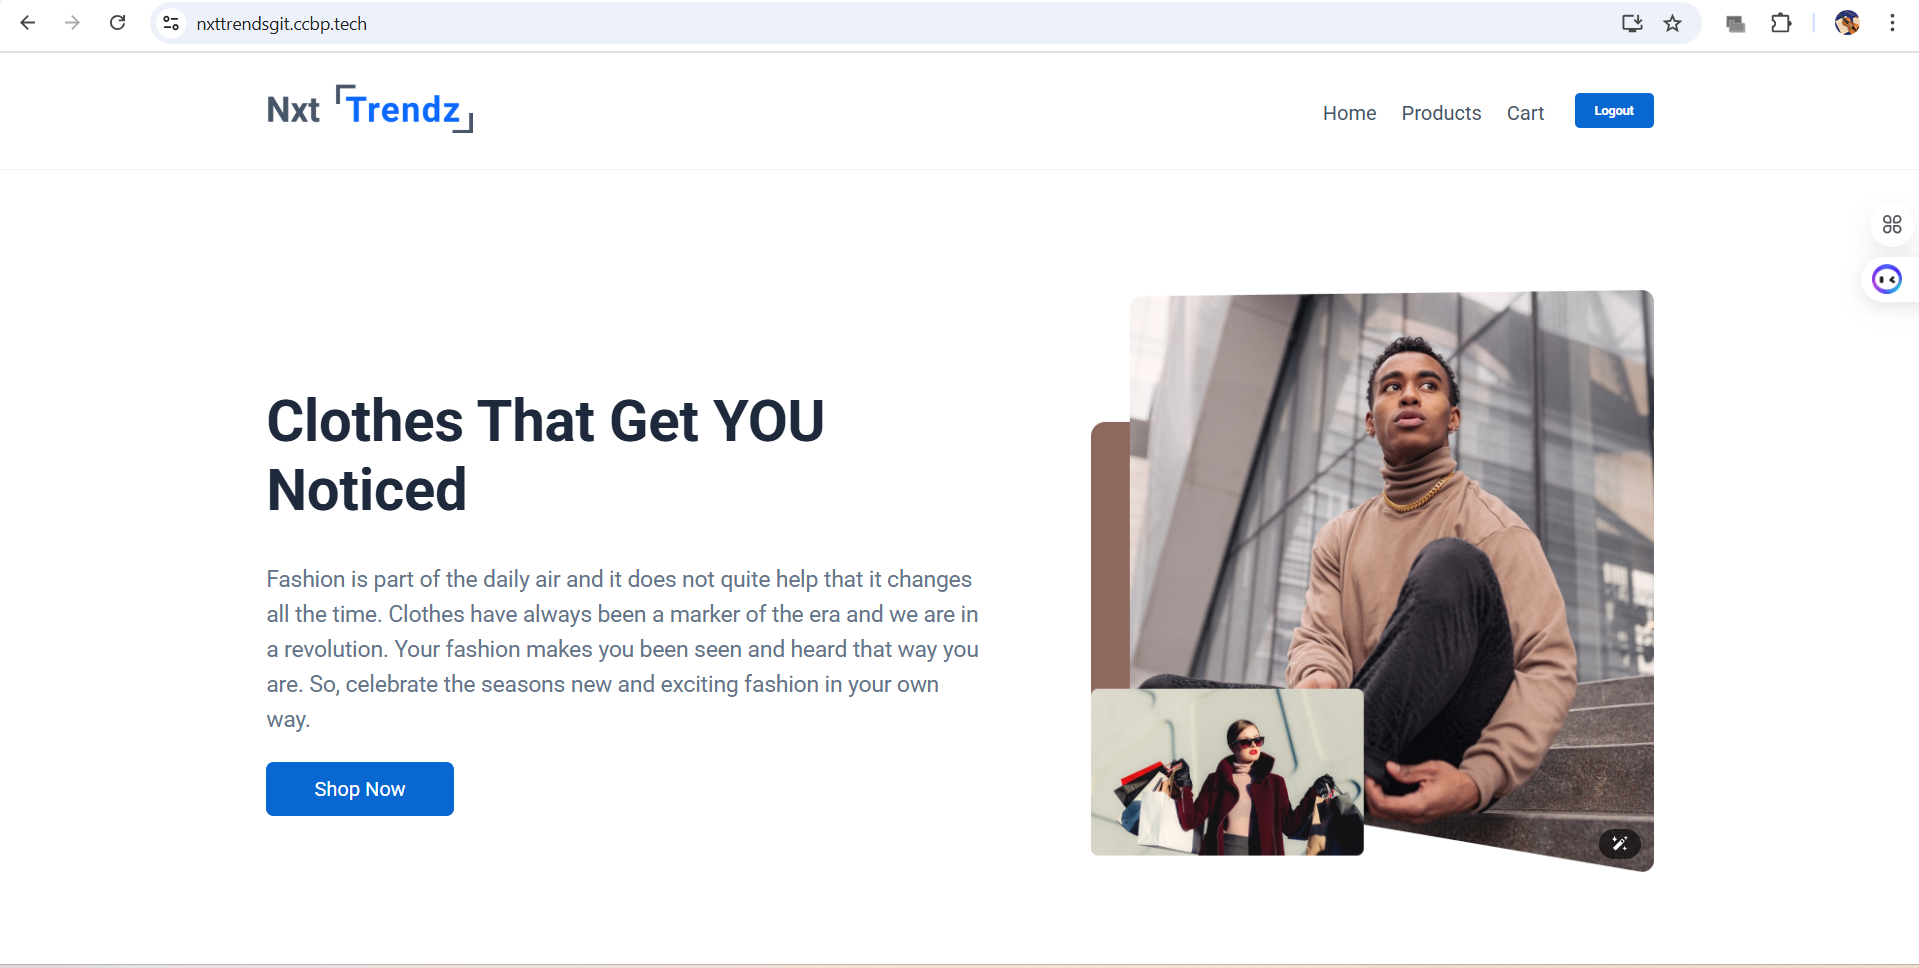 nxttrendsgit.ccbp.tech
Nxt Trendz
Home Products Cart Logout
Clothes That Get YOU
Noticed
Fashion is part of the daily air and it does not quite help that it changes
all the time. Clothes have always been a marker of the era and we are in
a revolution. Your fashion makes you been seen and heard that way you
are. So, celebrate the seasons new and exciting fashion in your own
way.
Shop Now